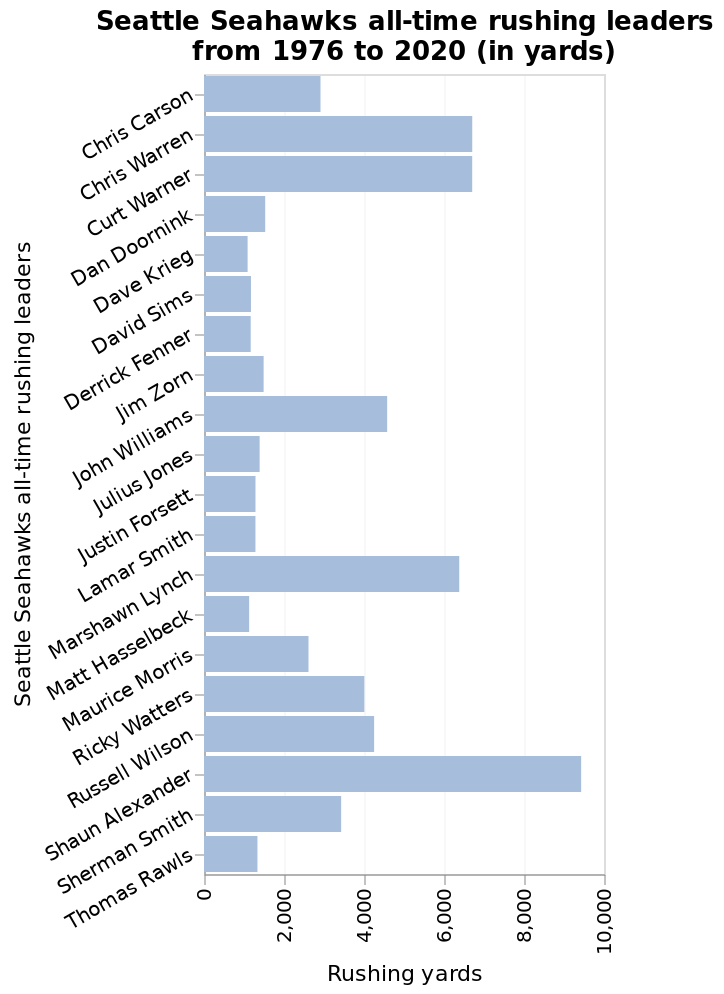 Seattle Seahawks all-time rushing leaders
from 1976 to 2020 (in yards)
Seattle Seahawks all-time rushing leaders
Chris Carson
Chris Warren
Curt Warner
Dan Doornink
Dave Krieg
David Sims
Derrick Fenner
Jim Zorn
John Williams
Julius Jones
Justin Forsett
Lamar Smith
Marshawn Lynch
Matt Hasselbeck
Maurice Morris
Ricky Watters
Russell Wilson
Shaun Alexander
Sherman Smith
Thomas Rawls
0
2,000
4,000
6,000
8,000
10,000
Rushing yards